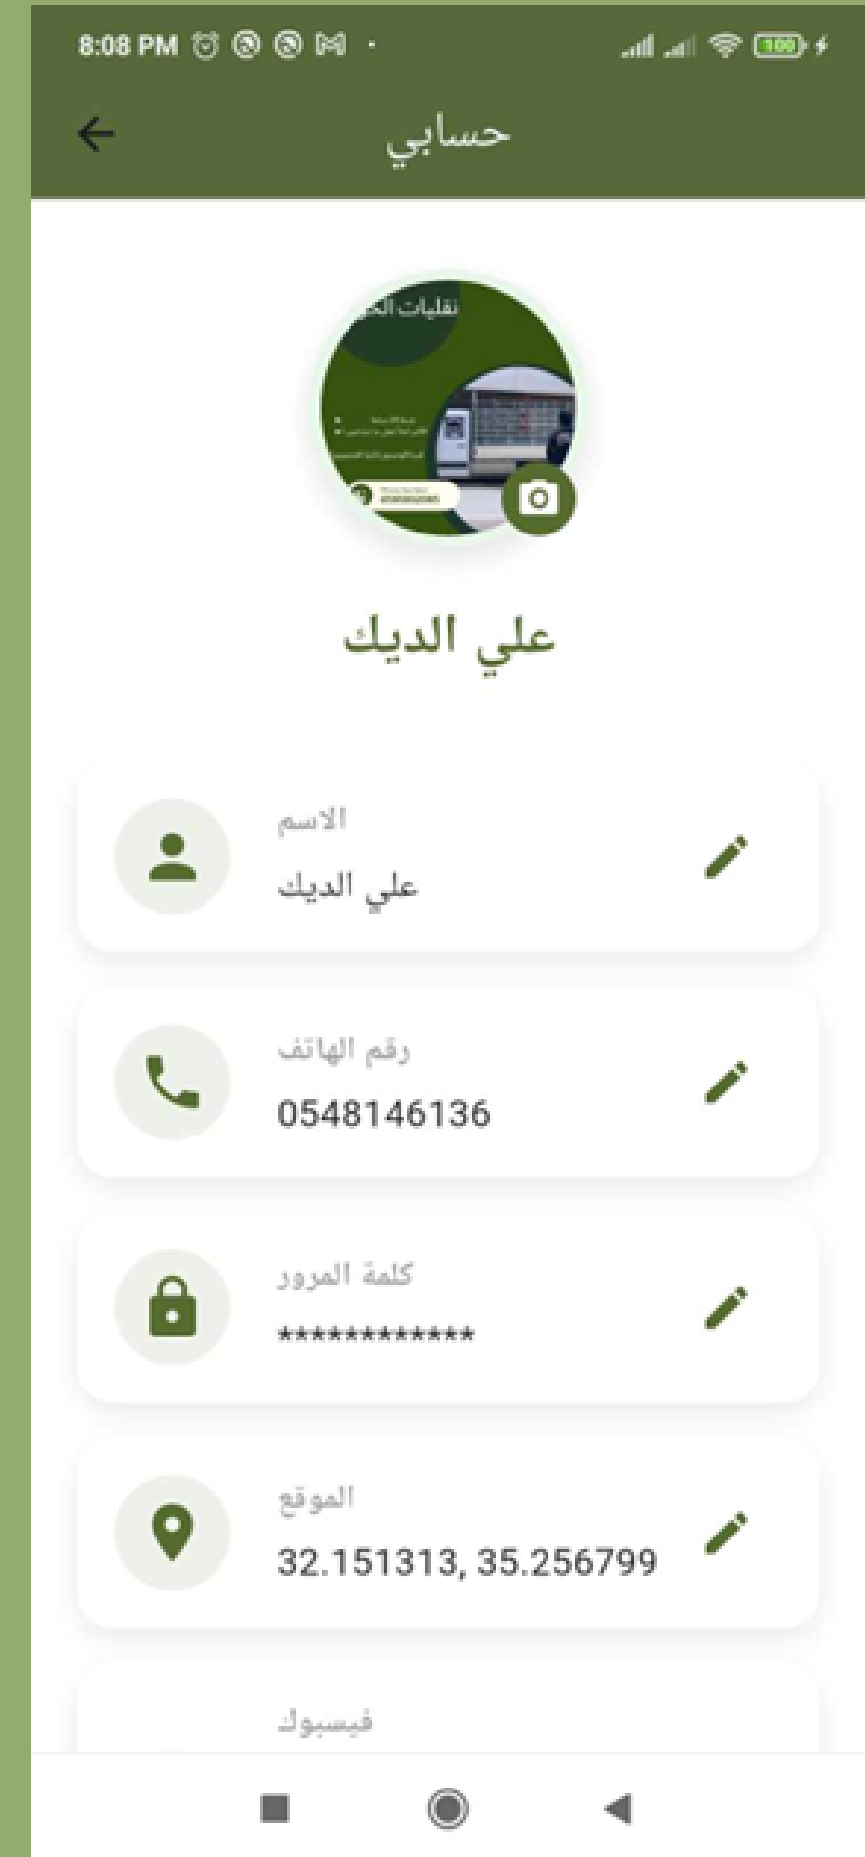 8:08 PM
100
حسابي
نقليات
علي الديك
الاسم
علي الديك
رقم الهاتف
0548146136
كلمة المرور
************
الموقع
32.151313, 35.256799
فيسبوك